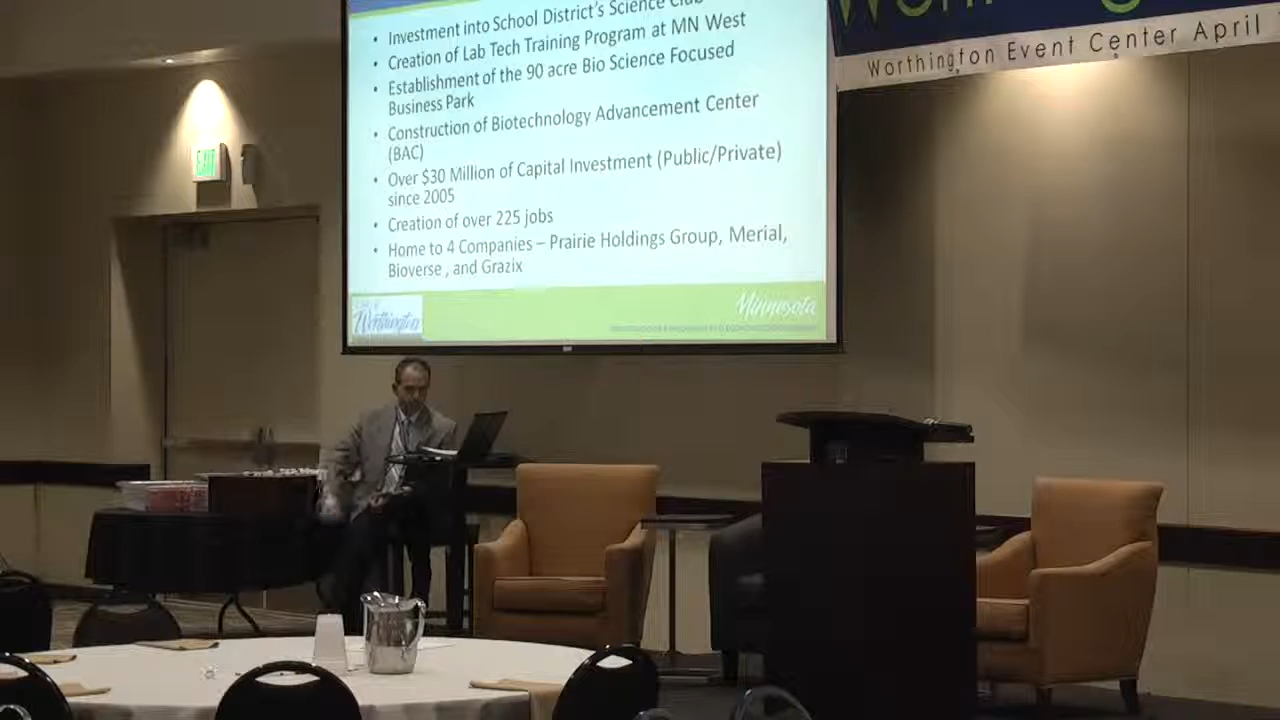 • Investment into School District's Science Club
• Creation of Lab Tech Training Program at MN West
• Establishment of the 90 acre Bio Science Focused
Business Park
• Construction of Biotechnology Advancement Center
(BAC)
• Over $30 Million of Capital Investment (Public/Private)
since 2005
• Creation of over 225 jobs
• Home to 4 Companies – Prairie Holdings Group, Merial,
Bioverse , and Grazix
Worthington
Minnesota
Worthington Event Center April
EXIT